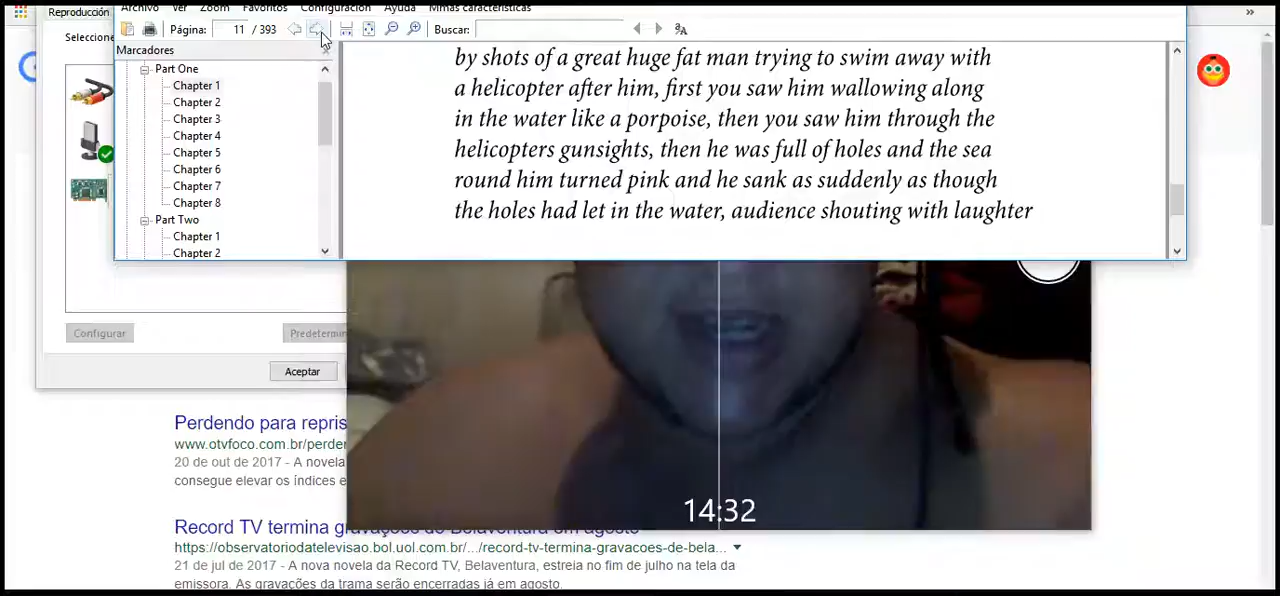 Reproducción
Archivo Ver Zoom Favoritos Configuración Ayuda Mimas características
Página: 11 / 393 Buscar:
Seleccione
Marcadores
Part One
Chapter 1
Chapter 2
Chapter 3
Chapter 4
Chapter 5
Chapter 6
Chapter 7
Chapter 8
Part Two
Chapter 1
Chapter 2
by shots of a great huge fat man trying to swim away with
a helicopter after him, first you saw him wallowing along
in the water like a porpoise, then you saw him through the
helicopters gunsights, then he was full of holes and the sea
round him turned pink and he sank as suddenly as though
the holes had let in the water, audience shouting with laughter
Configurar
Predetermin
Aceptar
14:32
Perdendo para repris
www.otvfoco.com.br/perder
20 de out de 2017 - A novela
consegue elevar os índices e
Record TV termina gravações de Belaventura em agosto
https://observatoriodatelevisao.bol.uol.com.br/.../record-tv-termina-gravacoes-de-bela...
21 de jul de 2017 - A nova novela da Record TV, Belaventura, estreia no fim de julho na tela da
emissora. As gravações da trama serão encerradas já em agosto.